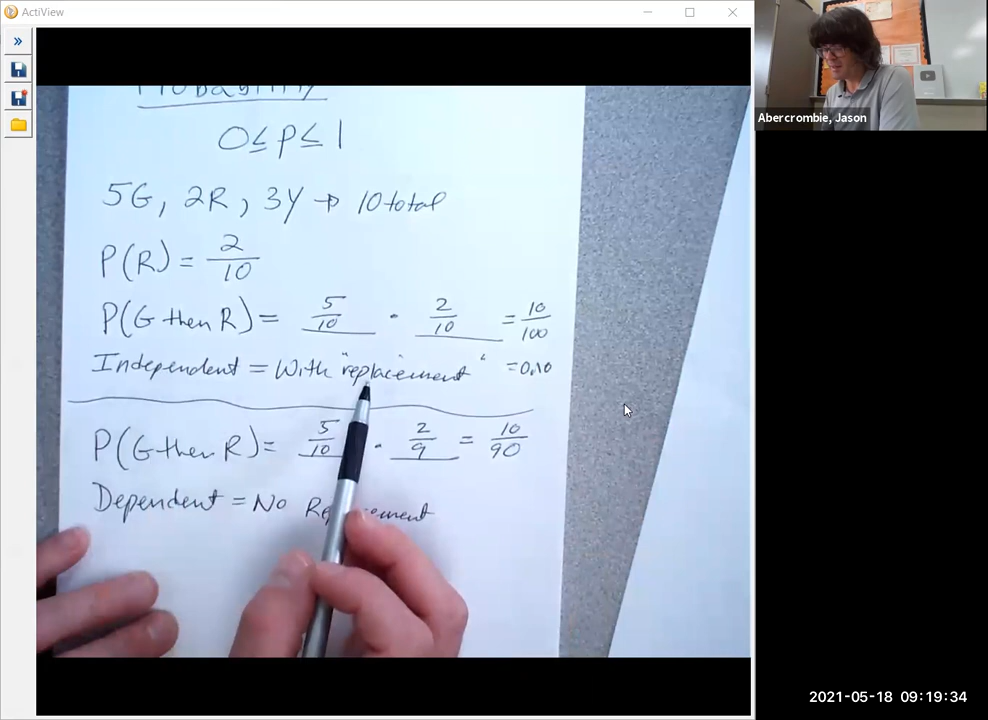 ActiView
Abercrombie, Jason
Probability
0 ≤ p ≤ 1
5G, 2R, 3Y → 10 total
P(R) = 2/10
P(G then R) = 5/10 · 2/10 = 10/100
Independent = With "replacement" = 0.10
P(G then R) = 5/10 · 2/9 = 10/90
Dependent = No Replacement
2021-05-18 09:19:34